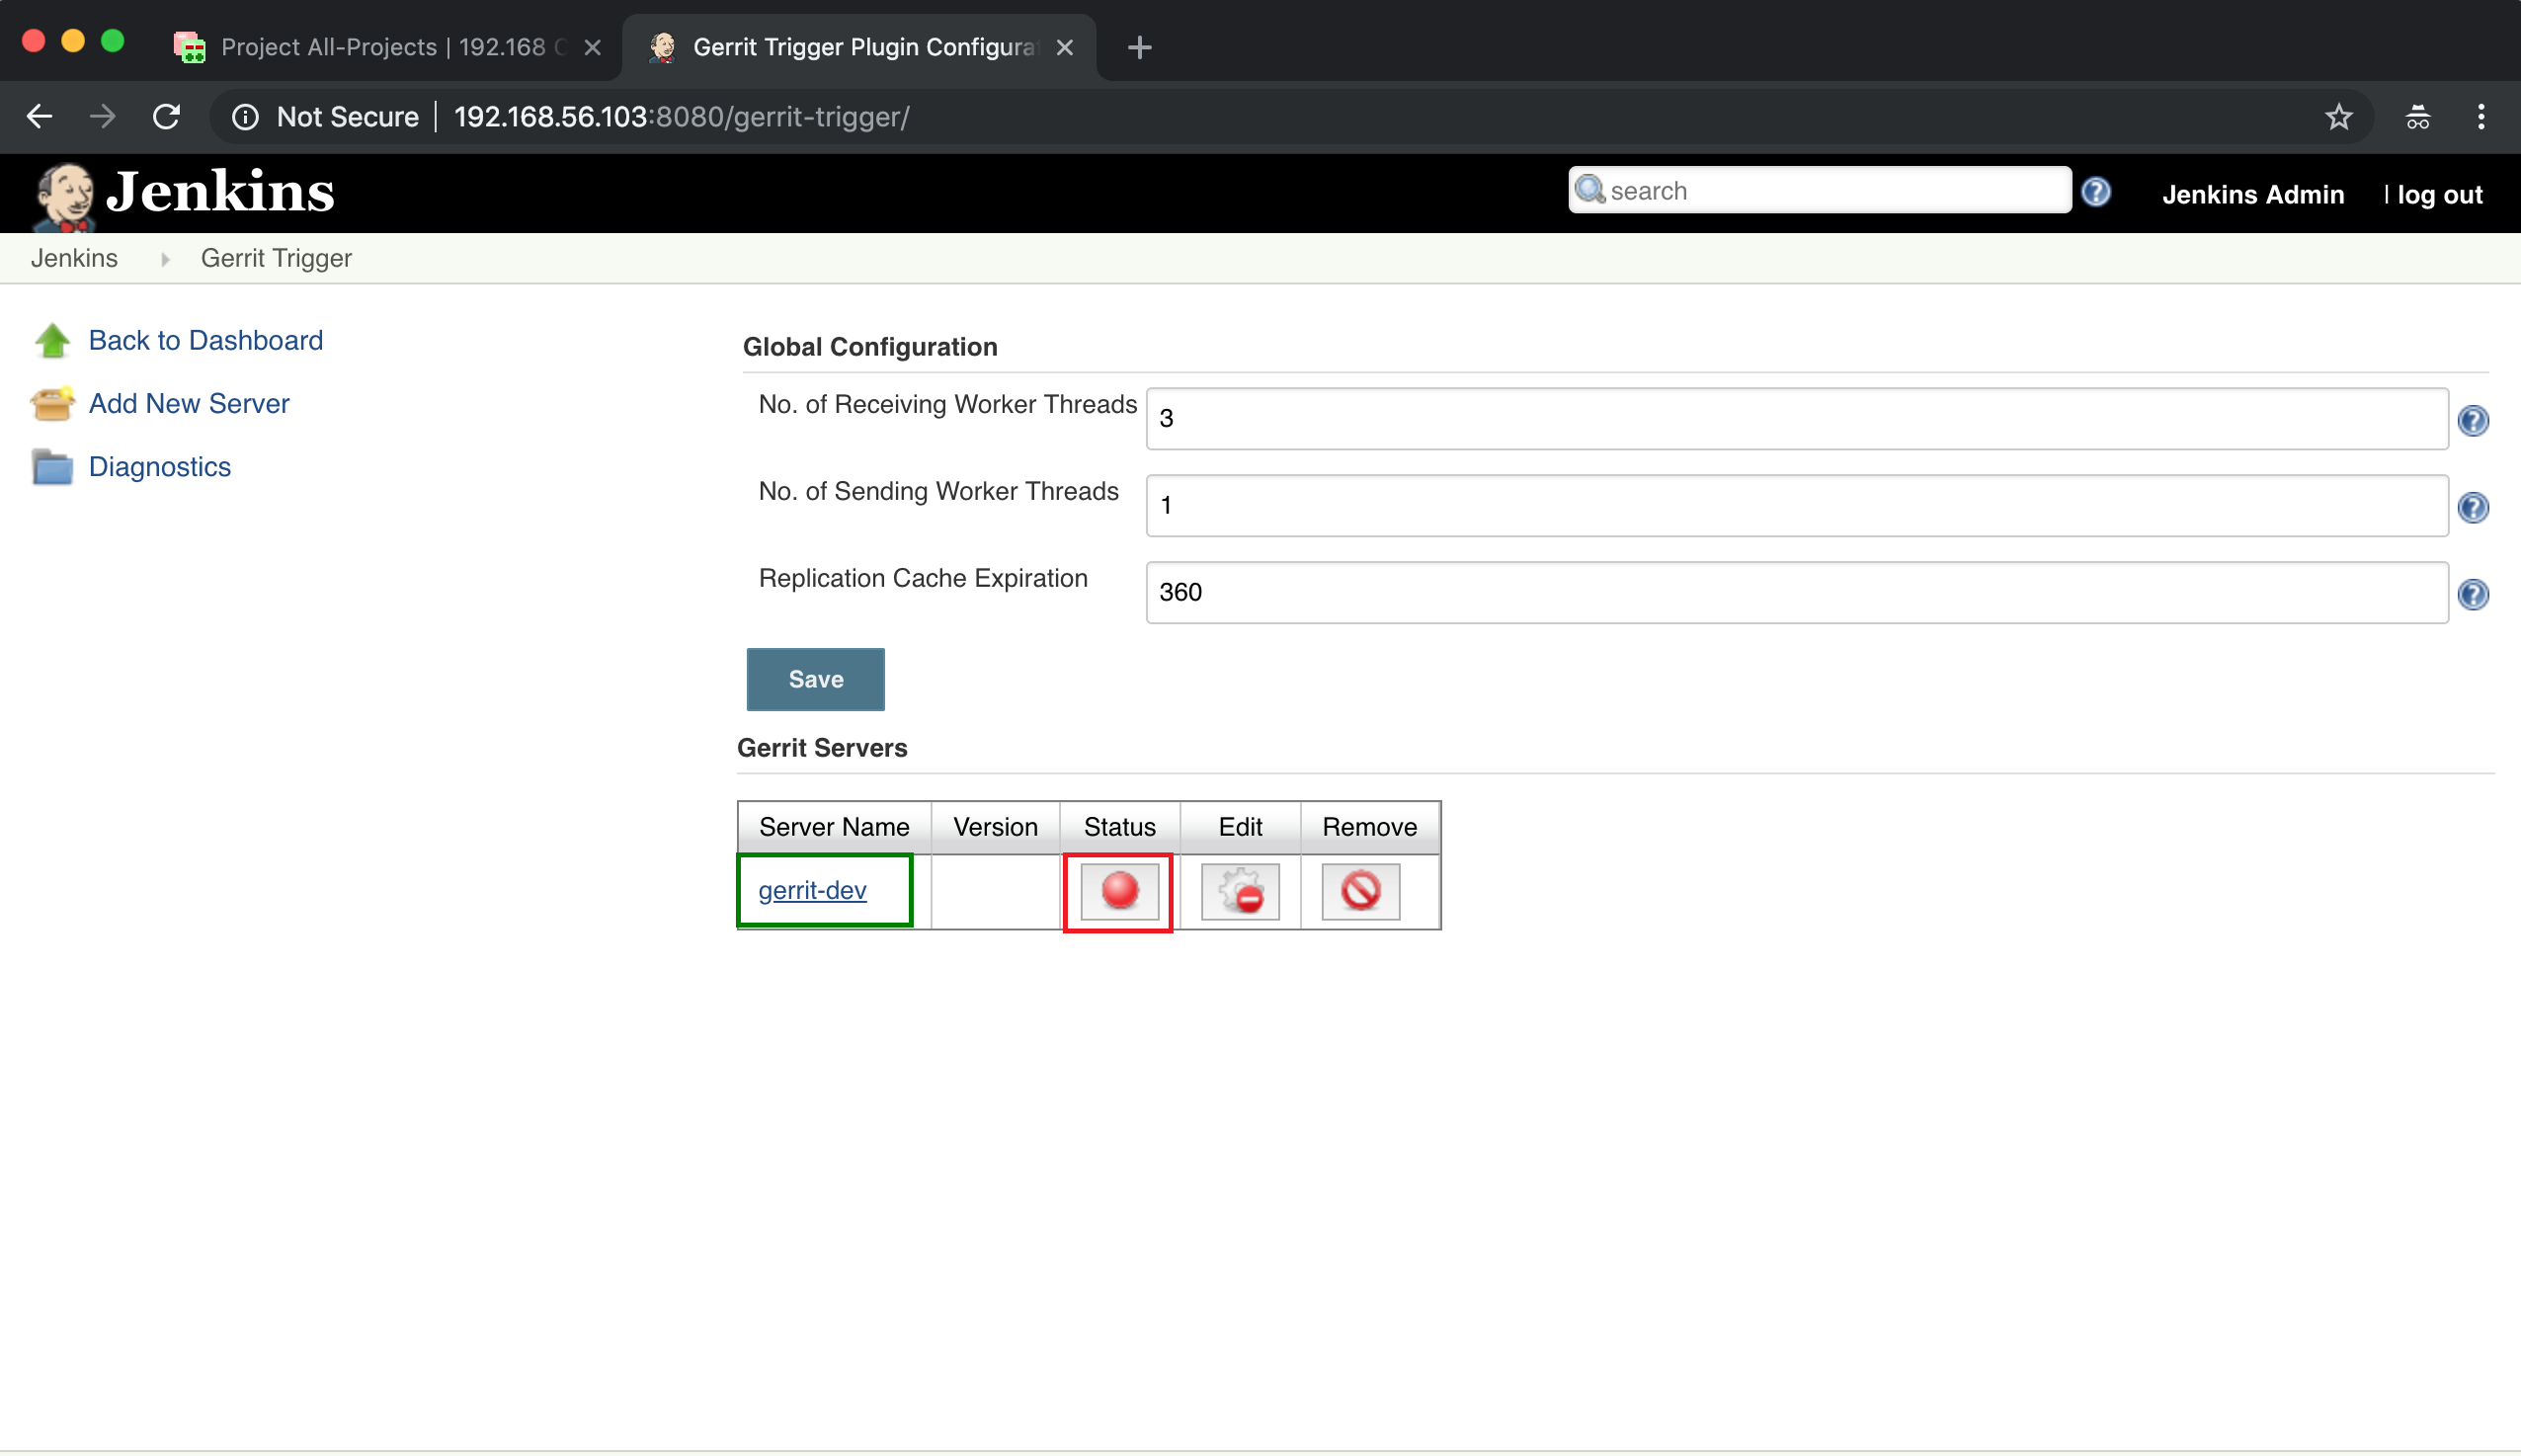 Project All-Projects | 192.168
Gerrit Trigger Plugin Configura
Not Secure | 192.168.56.103:8080/gerrit-trigger/
Jenkins
search
Jenkins Admin
| log out
Jenkins
Gerrit Trigger
Back to Dashboard
Add New Server
Diagnostics
Global Configuration
No. of Receiving Worker Threads 3
No. of Sending Worker Threads 1
Replication Cache Expiration 360
Save
Gerrit Servers
Server Name Version Status Edit Remove
gerrit-dev